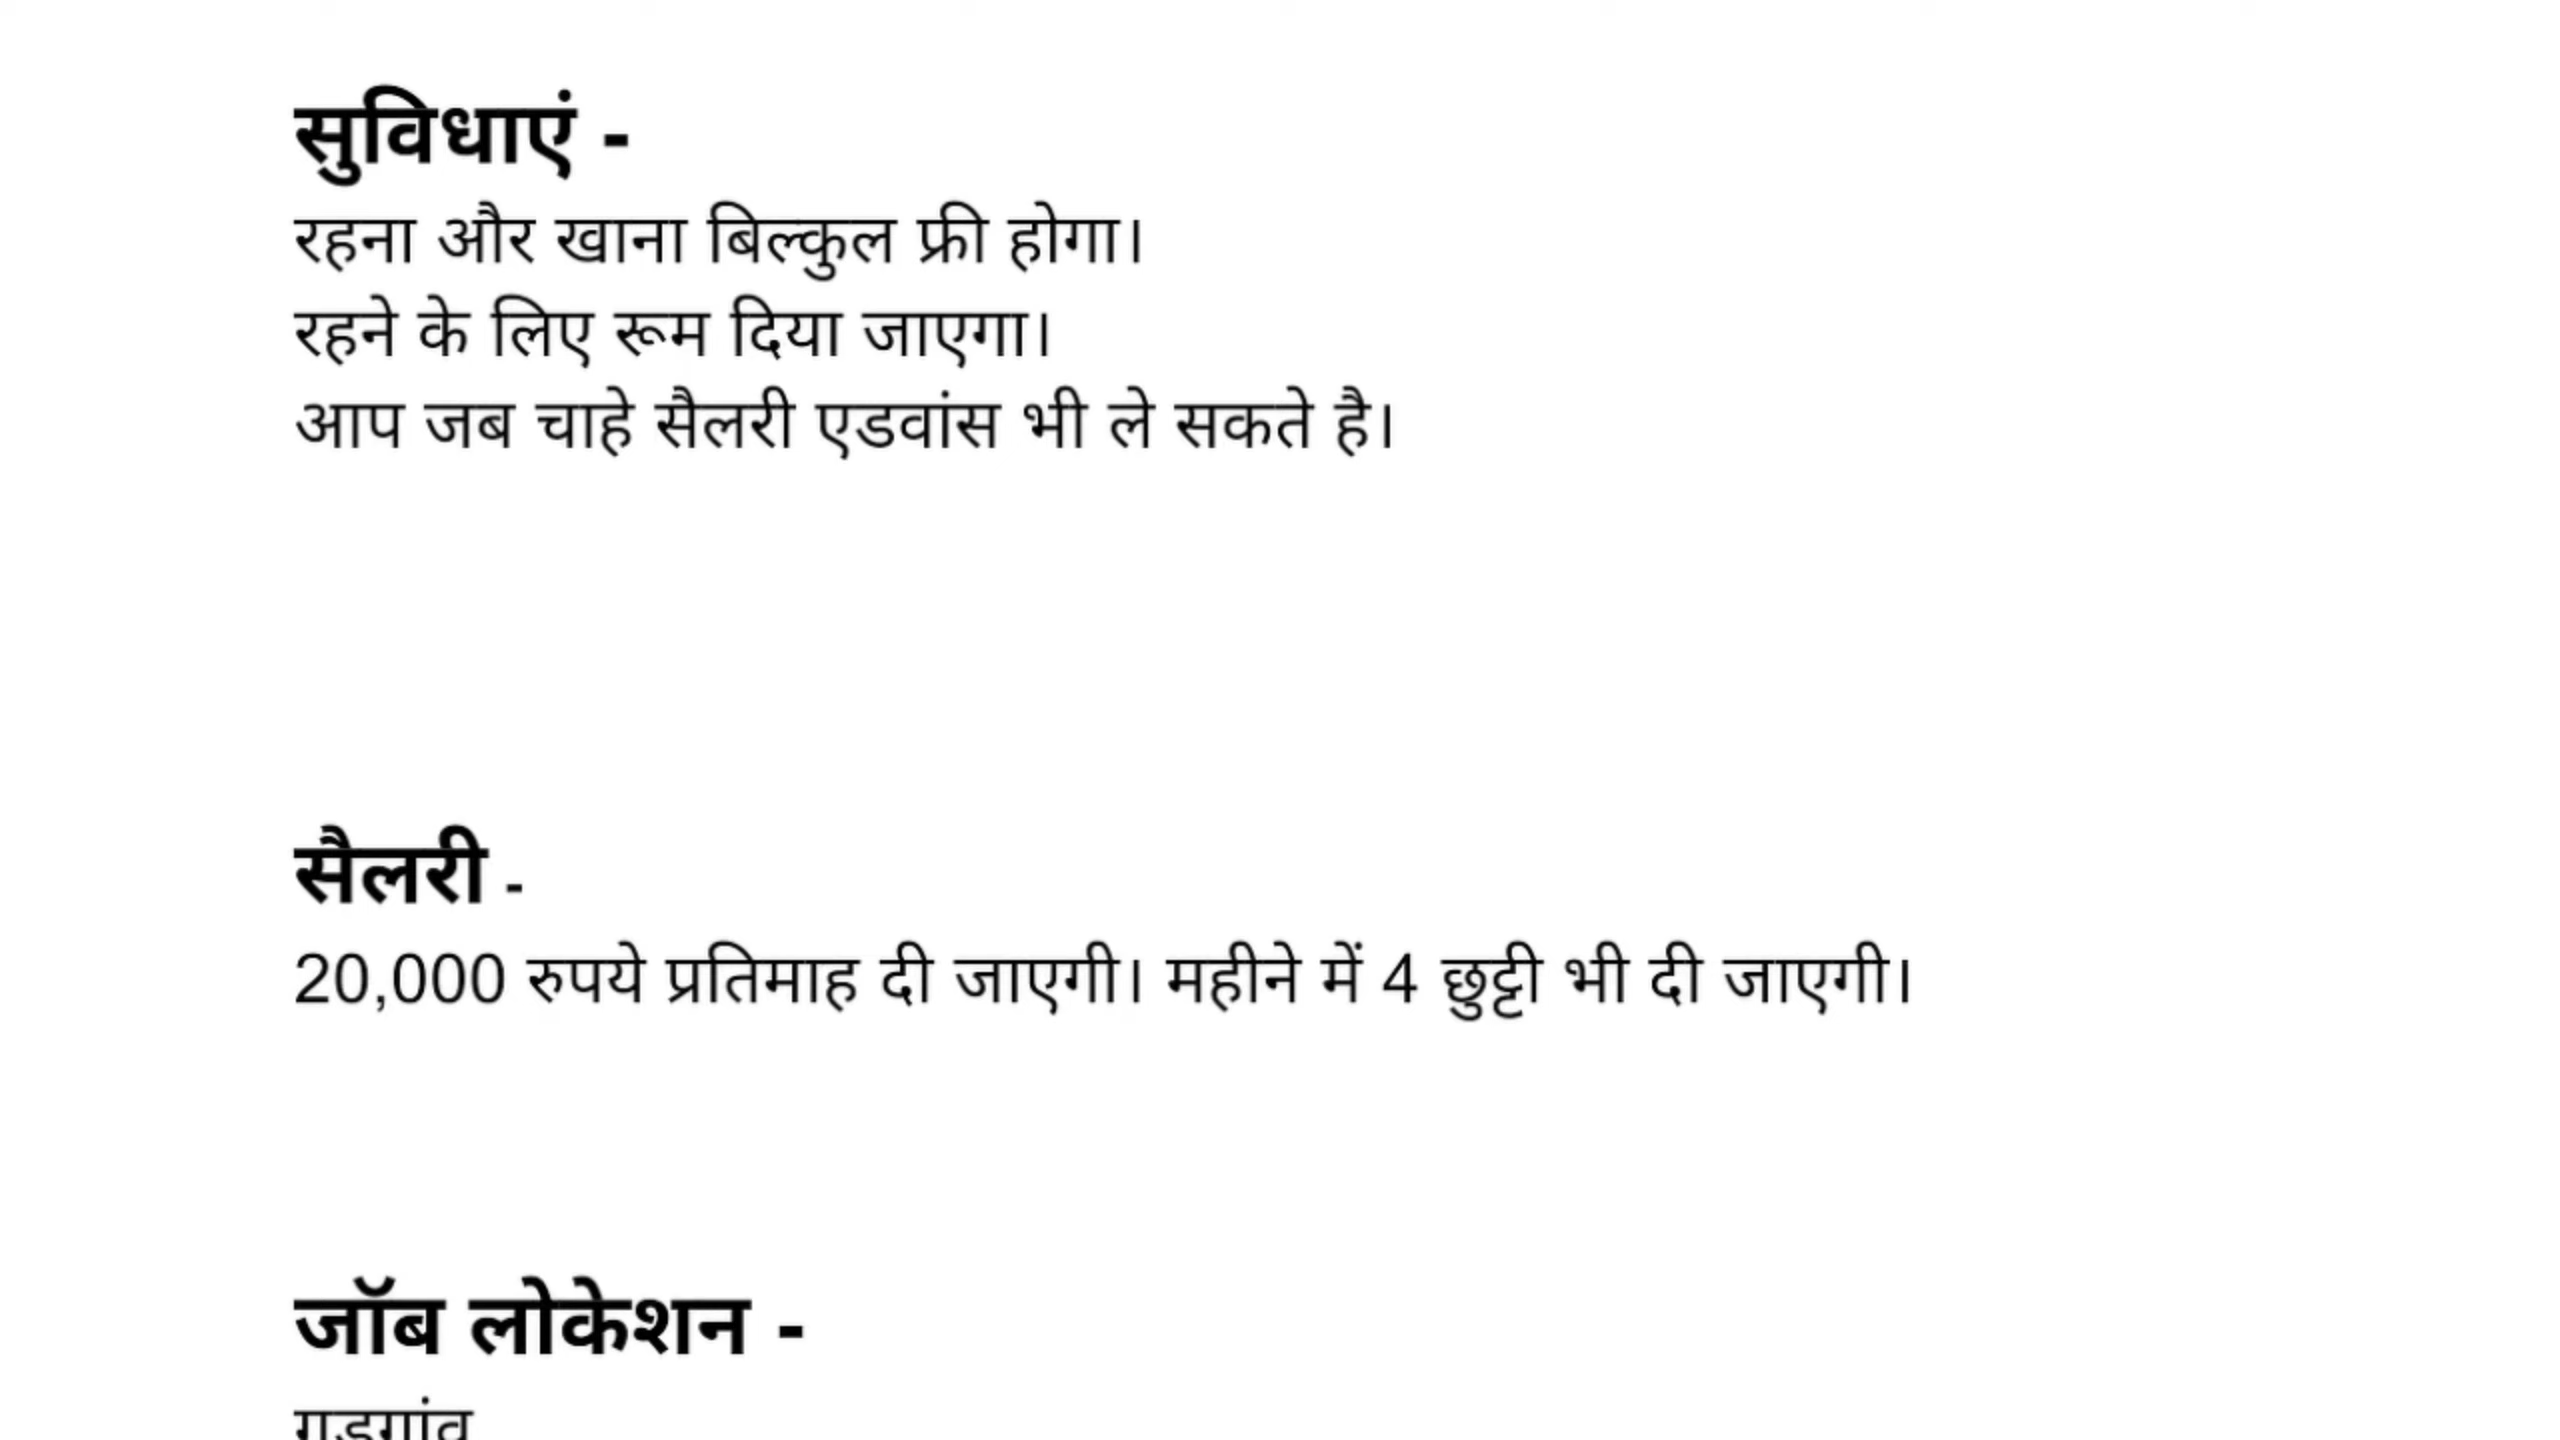 सुविधाएं -
रहना और खाना बिल्कुल फ्री होगा।
रहने के लिए रूम दिया जाएगा।
आप जब चाहे सैलरी एडवांस भी ले सकते है।
सैलरी -
20,000 रुपये प्रतिमाह दी जाएगी। महीने में 4 छुट्टी भी दी जाएगी।
जॉब लोकेशन -